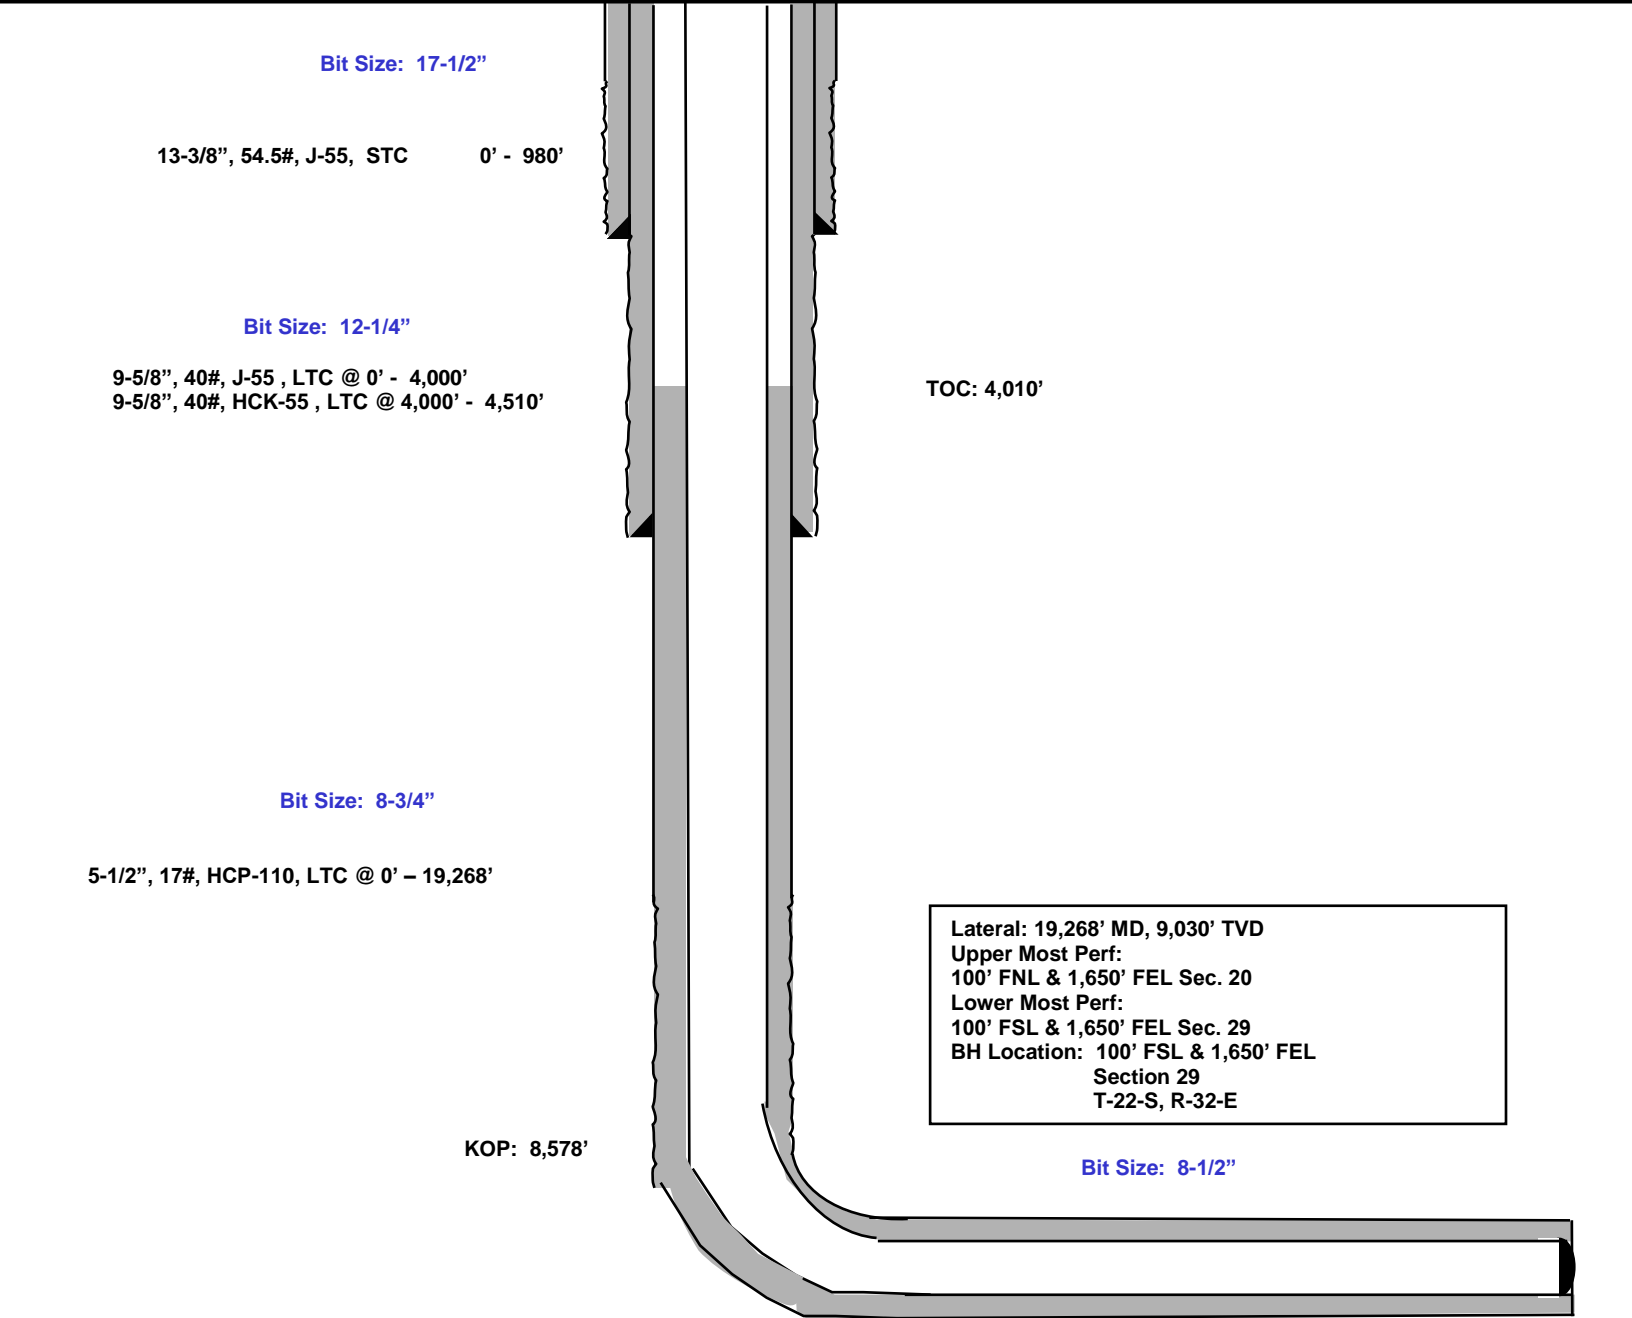 Bit Size: 17-1/2”
13-3/8”, 54.5#, J-55, STC 0’ - 980’
Bit Size: 12-1/4”
9-5/8”, 40#, J-55 , LTC @ 0’ - 4,000’
9-5/8”, 40#, HCK-55 , LTC @ 4,000’ - 4,510’
TOC: 4,010’
Bit Size: 8-3/4”
5-1/2”, 17#, HCP-110, LTC @ 0’ – 19,268’
Lateral: 19,268’ MD, 9,030’ TVD
Upper Most Perf:
100’ FNL & 1,650’ FEL Sec. 20
Lower Most Perf:
100’ FSL & 1,650’ FEL Sec. 29
BH Location: 100’ FSL & 1,650’ FEL
Section 29
T-22-S, R-32-E
KOP: 8,578’
Bit Size: 8-1/2”